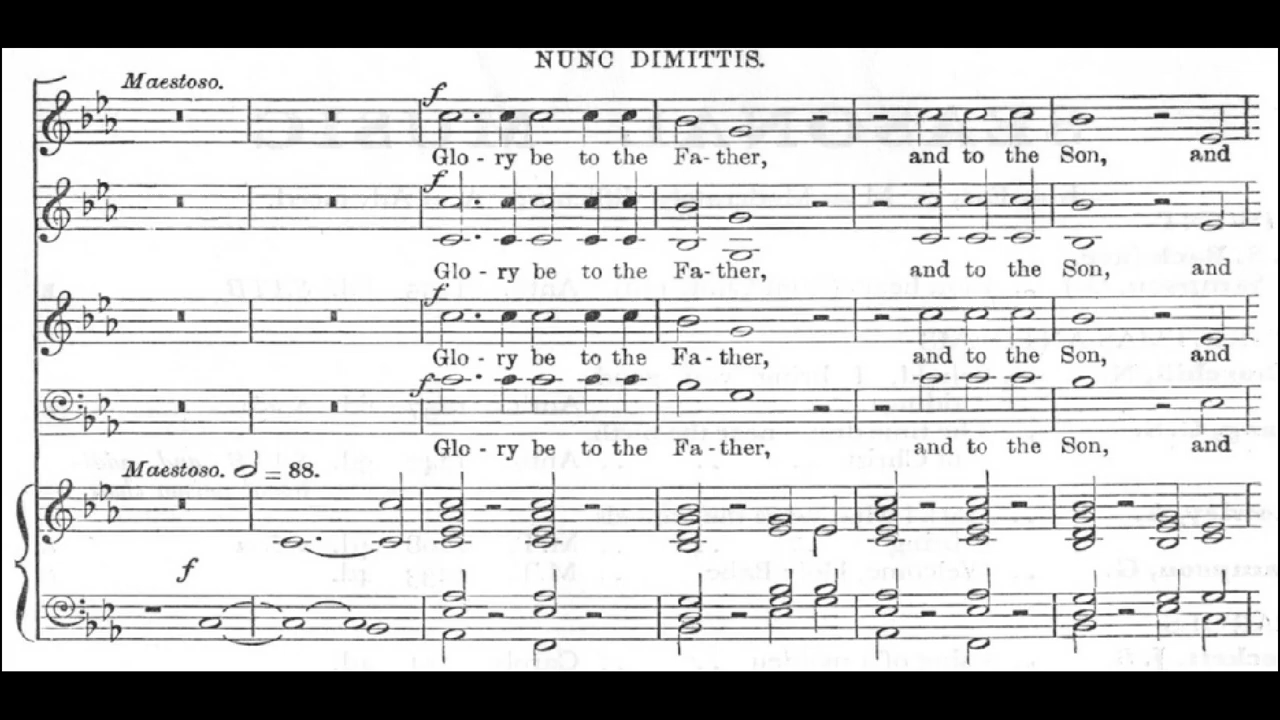 NUNC DIMITTIS.
Maestoso.
f
Glo - ry be to the Fa - ther, and to the Son, and
f
Glo - ry be to the Fa - ther, and to the Son, and
f
Glo - ry be to the Fa - ther, and to the Son, and
f
Glo - ry be to the Fa - ther, and to the Son, and
Maestoso. = 88.
f